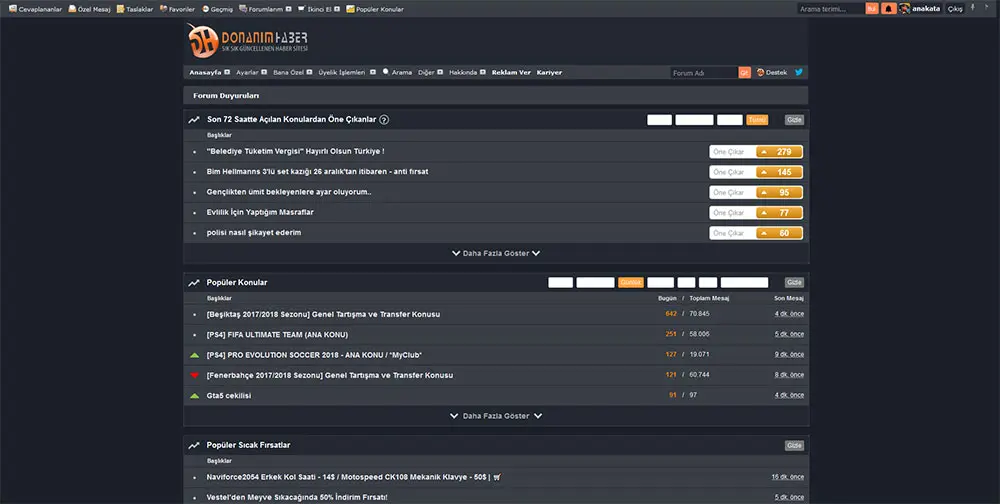 Cevaplananlar Özel Mesaj Taslaklar Favoriler Geçmiş Forumlarım İkinci El Popüler Konular Arama terimi... Bul anakata Çıkış
DONANIMHABER
SIK SIK GÜNCELLENEN HABER SİTESİ
Anasayfa Ayarlar Bana Özel Üyelik İşlemleri Arama Diğer Hakkında Reklam Ver Kariyer Forum Adı Git Destek
Forum Duyuruları
Son 72 Saatte Açılan Konulardan Öne Çıkanlar ? Gizle
Başlıklar
"Belediye Tüketim Vergisi" Hayırlı Olsun Türkiye ! Öne Çıkar 279
Bim Hellmanns 3'lü set kazığı 26 aralık'tan itibaren - anti fırsat Öne Çıkar 145
Gençlikten ümit bekleyenlere ayar oluyorum.. Öne Çıkar 95
Evlilik İçin Yaptığım Masraflar Öne Çıkar 77
polisi nasıl şikayet ederim Öne Çıkar 60
Daha Fazla Göster
Popüler Konular Günlük Gizle
Başlıklar Bugün / Toplam Mesaj Son Mesaj
[Beşiktaş 2017/2018 Sezonu] Genel Tartışma ve Transfer Konusu 642 / 70.845 4 dk. önce
[PS4] FIFA ULTIMATE TEAM (ANA KONU) 251 / 58.006 5 dk. önce
[PS4] PRO EVOLUTION SOCCER 2018 - ANA KONU / *MyClub* 127 / 19.071 9 dk. önce
[Fenerbahçe 2017/2018 Sezonu] Genel Tartışma ve Transfer Konusu 121 / 60.744 8 dk. önce
Gta5 cekilisi 91 / 97 4 dk. önce
Daha Fazla Göster
Popüler Sıcak Fırsatlar Gizle
Başlıklar
Naviforce2054 Erkek Kol Saati - 14$ / Motospeed CK108 Mekanik Klavye - 50$ | 16 dk. önce
Vestel'den Meyve Sıkacağında 50% İndirim Fırsatı! 5 dk. önce